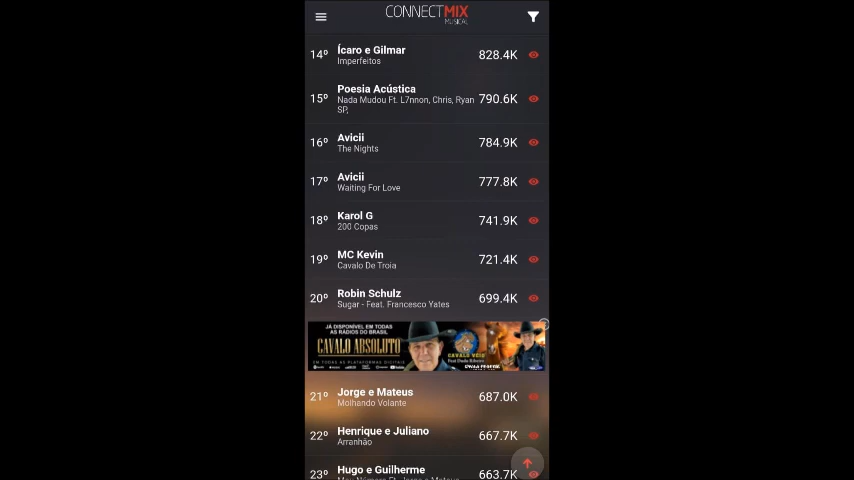 CONNECTMIX
MUSICAL
14º Ícaro e Gilmar 828.4K
Imperfeitos
15º Poesia Acústica 790.6K
Nada Mudou Ft. L7nnon, Chris, Ryan
SP,
16º Avicii 784.9K
The Nights
17º Avicii 777.8K
Waiting For Love
18º Karol G 741.9K
200 Copas
19º MC Kevin 721.4K
Cavalo De Troia
20º Robin Schulz 699.4K
Sugar - Feat. Francesco Yates
JÁ DISPONÍVEL EM TODAS
AS RÁDIOS DO BRASIL
CAVALO ABSOLUTO
EM TODAS AS PLATAFORMAS DIGITAIS
CAVALO VEIO
21º Jorge e Mateus 687.0K
Molhando Volante
22º Henrique e Juliano 667.7K
Arranhão
23º Hugo e Guilherme 663.7K